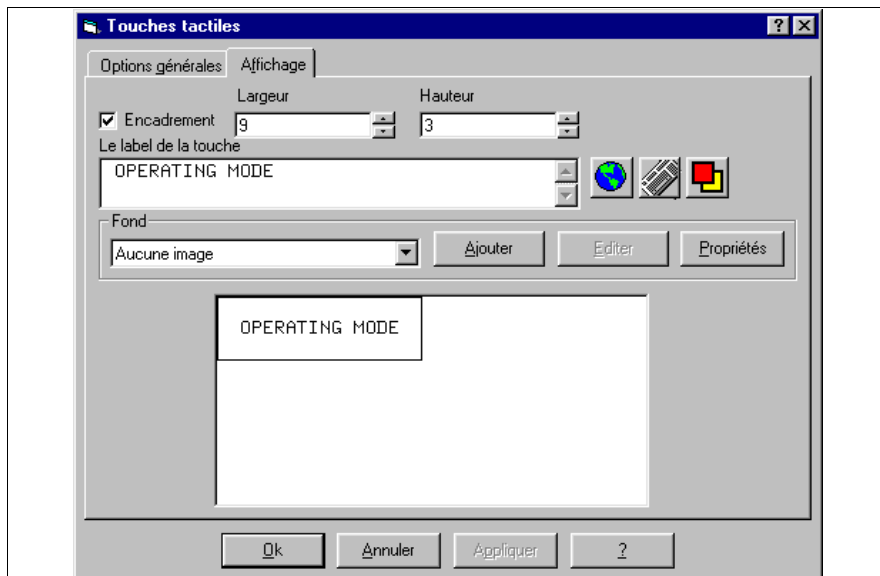 Touches tactiles
Options générales Affichage
Largeur Hauteur
Encadrement 9 3
Le label de la touche
OPERATING MODE
Fond
Aucune image Ajouter Editer Propriétés
OPERATING MODE
Ok Annuler Appliquer ?